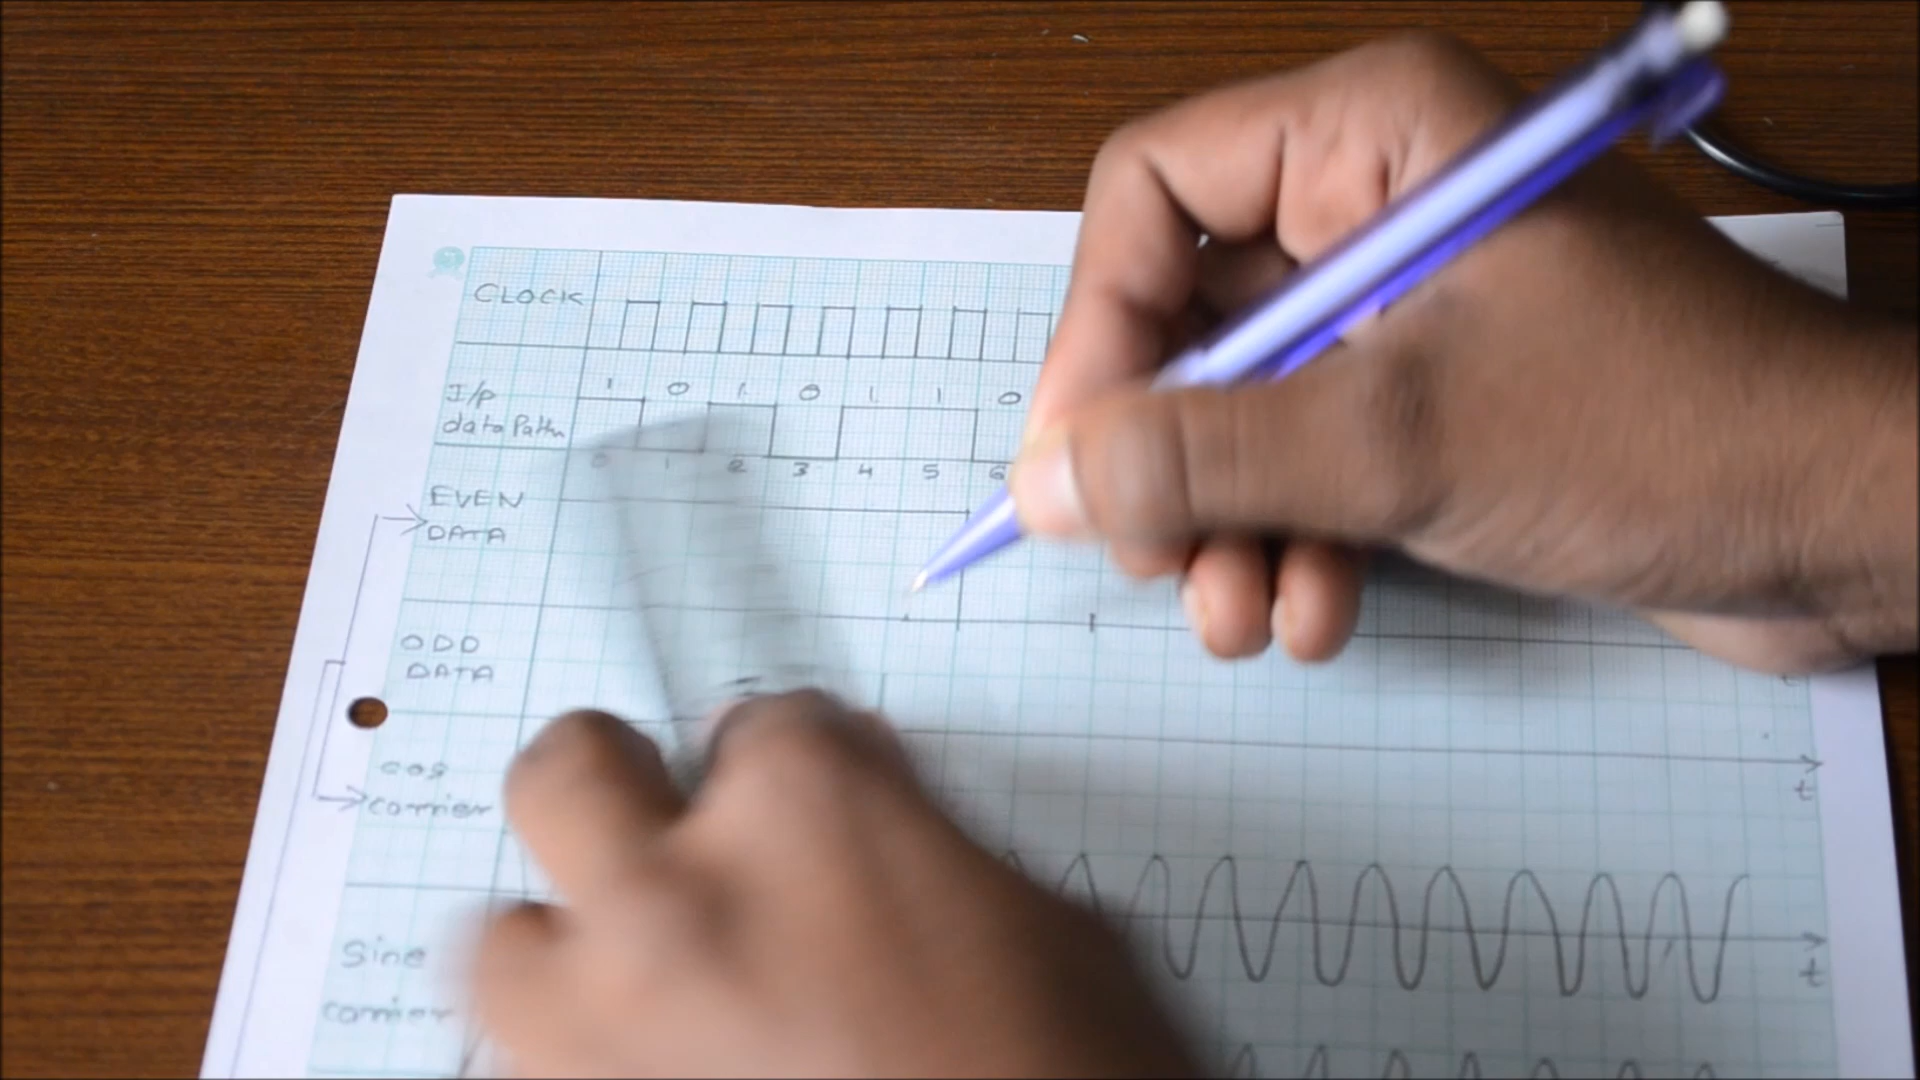 CLOCK
1 0 1 0 1 1 0
I/p
data Path
0 1 2 3 4 5 6
EVEN
DATA
ODD
DATA
t
cos
carrier
t
Sine
carrier